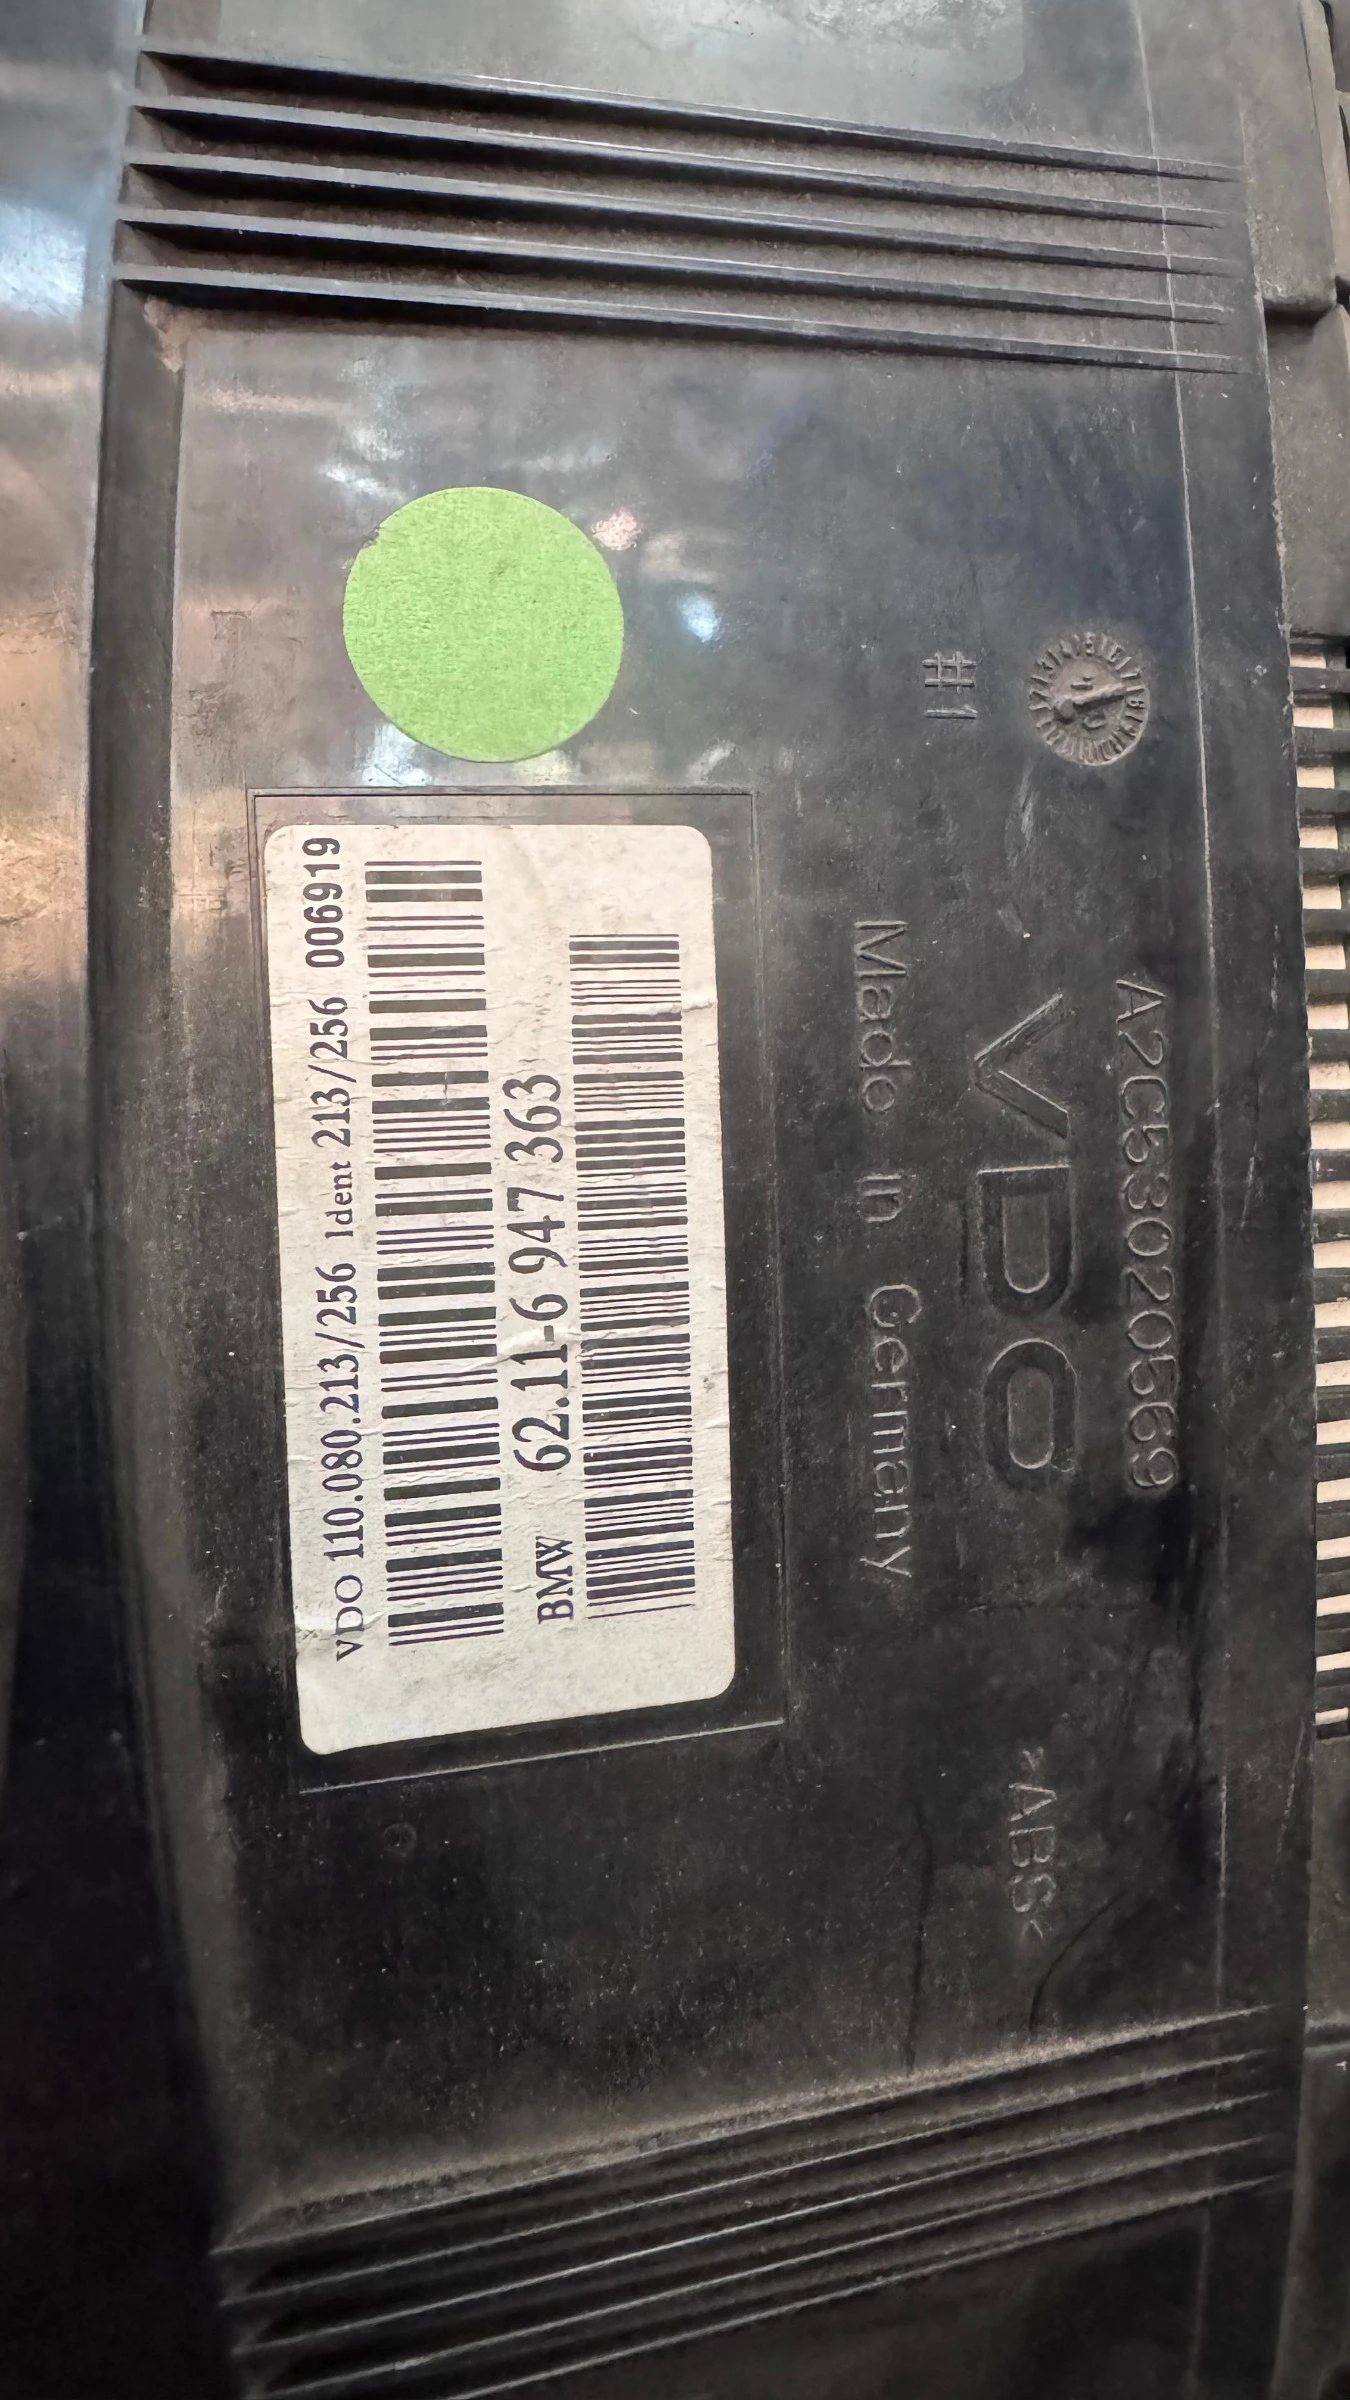 VDO 110.080.213/256 Ident 213/256 006919
BMW 62.11-6 947 363
#1
A2C53020569
VDO
Made in Germany
>ABS<